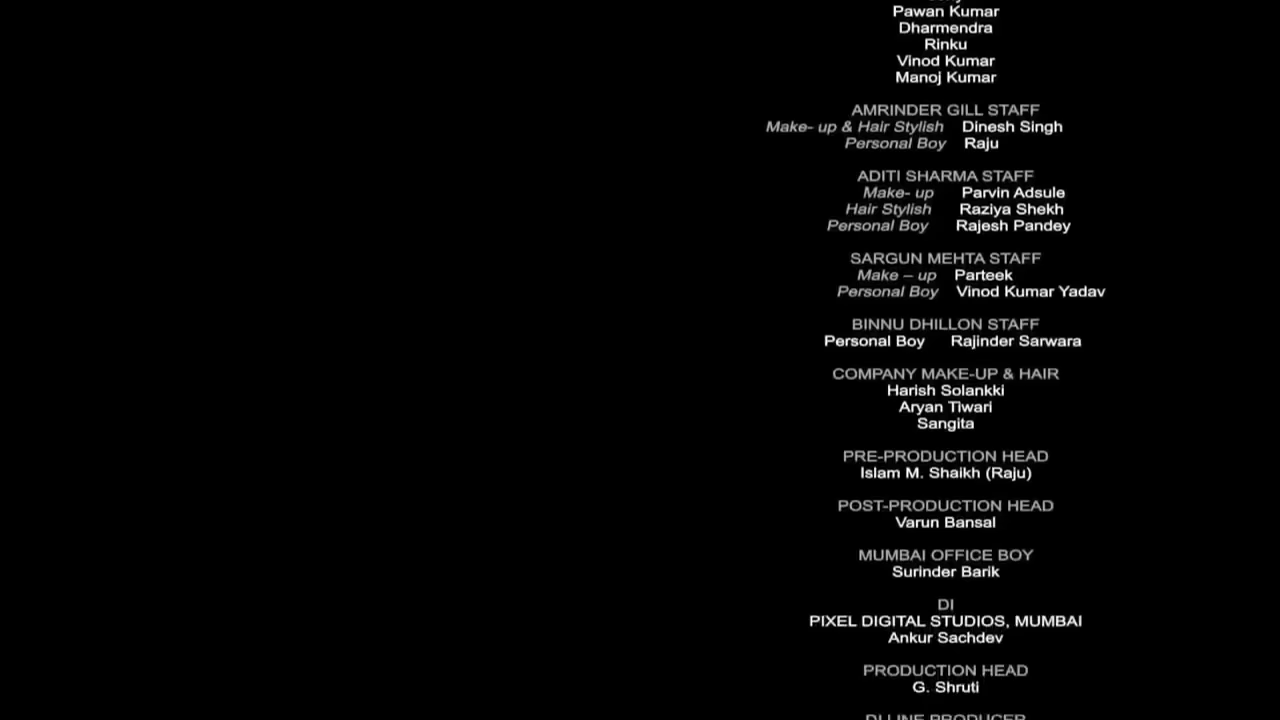 Pawan Kumar
Dharmendra
Rinku
Vinod Kumar
Manoj Kumar
AMRINDER GILL STAFF
Make- up & Hair Stylish Dinesh Singh
Personal Boy Raju
ADITI SHARMA STAFF
Make- up Parvin Adsule
Hair Stylish Raziya Shekh
Personal Boy Rajesh Pandey
SARGUN MEHTA STAFF
Make – up Parteek
Personal Boy Vinod Kumar Yadav
BINNU DHILLON STAFF
Personal Boy Rajinder Sarwara
COMPANY MAKE-UP & HAIR
Harish Solankki
Aryan Tiwari
Sangita
PRE-PRODUCTION HEAD
Islam M. Shaikh (Raju)
POST-PRODUCTION HEAD
Varun Bansal
MUMBAI OFFICE BOY
Surinder Barik
DI
PIXEL DIGITAL STUDIOS, MUMBAI
Ankur Sachdev
PRODUCTION HEAD
G. Shruti
DI LINE PRODUCER